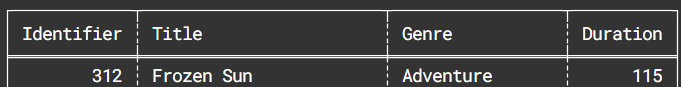 Identifier Title Genre Duration
312 Frozen Sun Adventure 115